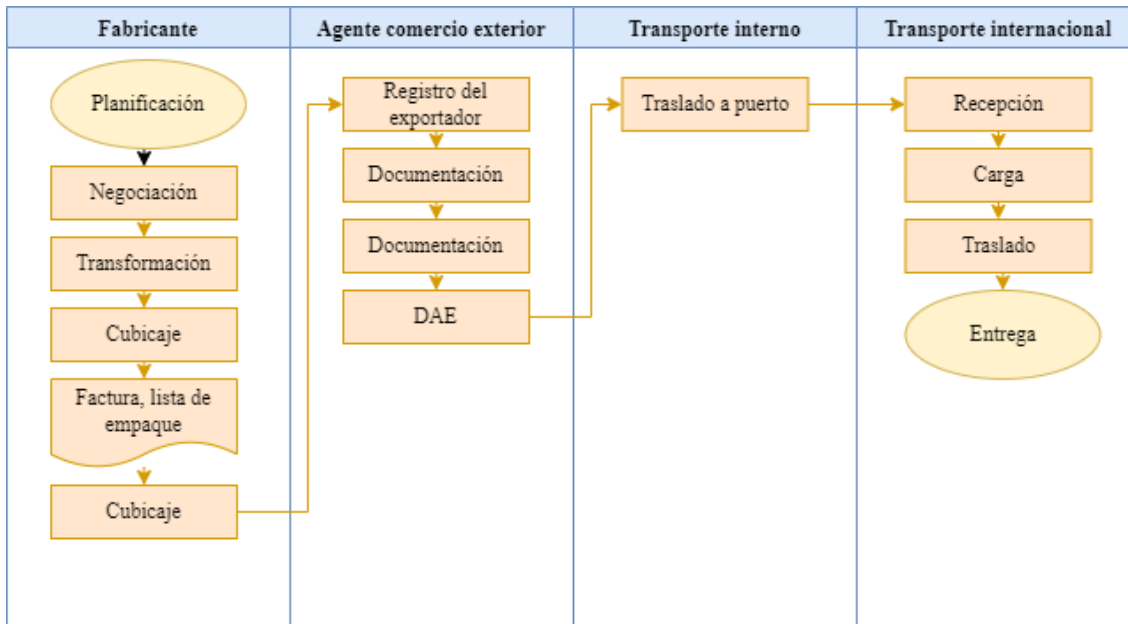 Fabricante
Agente comercio exterior
Transporte interno
Transporte internacional
Planificación
Negociación
Transformación
Cubicaje
Factura, lista de
empaque
Cubicaje
Registro del
exportador
Documentación
Documentación
DAE
Traslado a puerto
Recepción
Carga
Traslado
Entrega